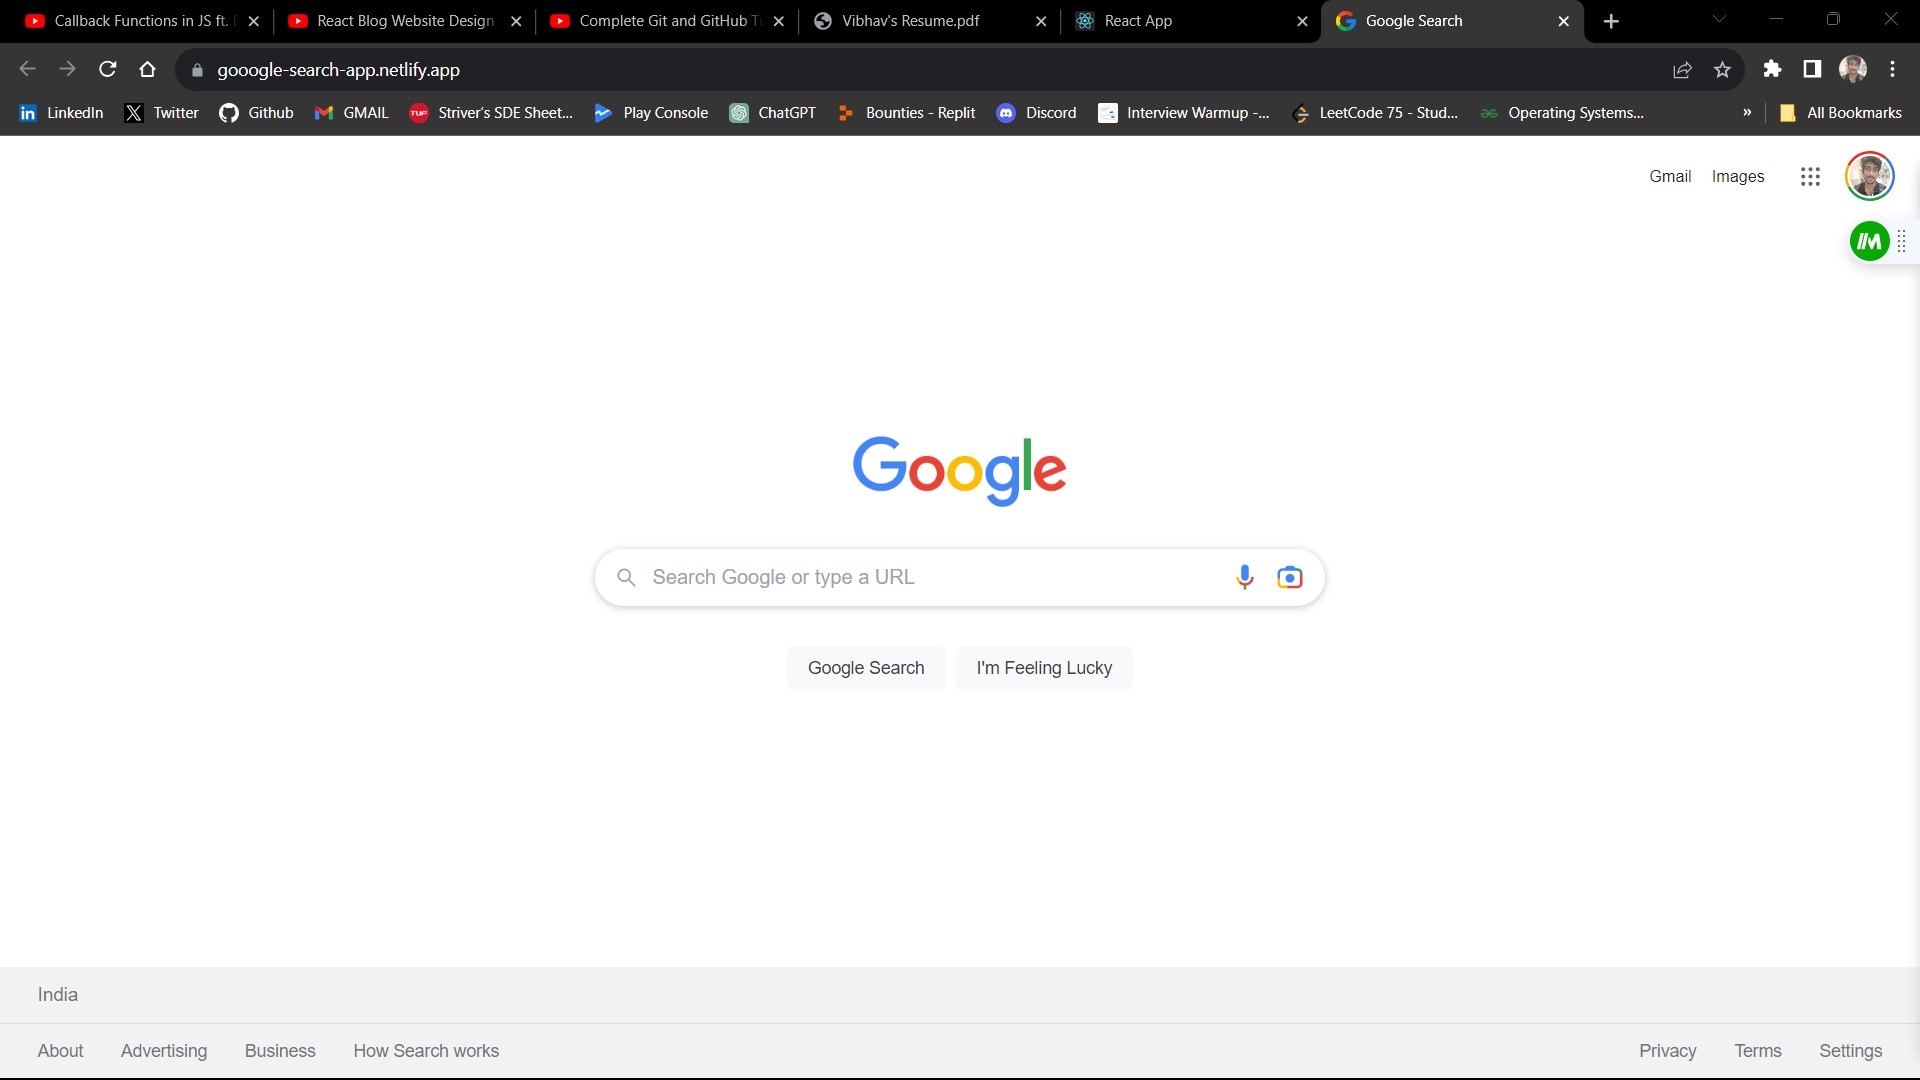 Callback Functions in JS ft.
React Blog Website Design
Complete Git and GitHub
Vibhav's Resume.pdf
React App
Google Search
gooogle-search-app.netlify.app
LinkedIn
Twitter
Github
GMAIL
TUF
Striver's SDE Sheet...
Play Console
ChatGPT
Bounties - Replit
Discord
Interview Warmup -...
LeetCode 75 - Stud...
Operating Systems...
»
All Bookmarks
Gmail
Images
Google
Search Google or type a URL
Google Search
I'm Feeling Lucky
India
About
Advertising
Business
How Search works
Privacy
Terms
Settings